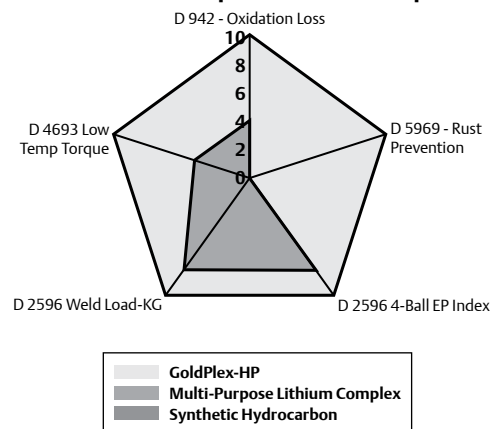 D 942 - Oxidation Loss
10
8
6
4
2
0
D 4693 Low
Temp Torque
D 5969 - Rust
Prevention
D 2596 Weld Load-KG
D 2596 4-Ball EP Index
GoldPlex-HP
Multi-Purpose Lithium Complex
Synthetic Hydrocarbon